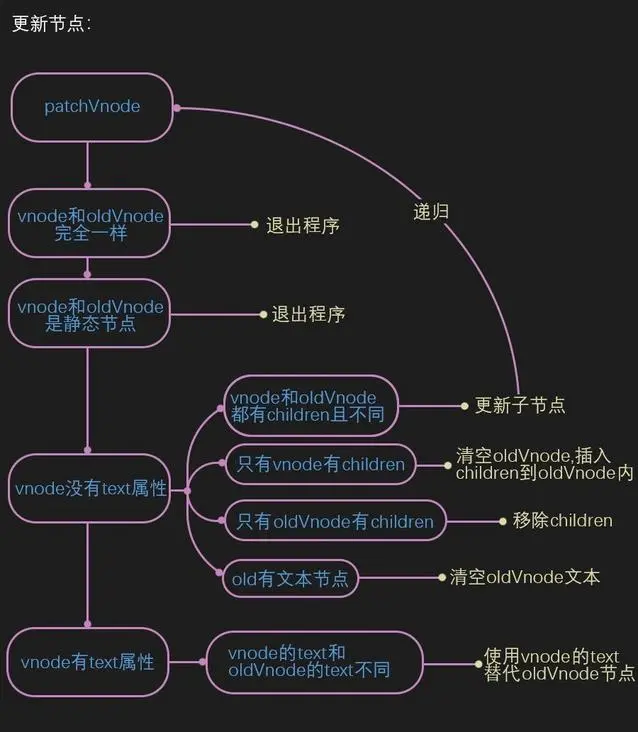 更新节点:
patchVnode
递归
vnode和oldVnode
完全一样
退出程序
vnode和oldVnode
是静态节点
退出程序
vnode没有text属性
vnode和oldVnode
都有children且不同
更新子节点
只有vnode有children
清空oldVnode,插入
children到oldVnode内
只有oldVnode有children
移除children
old有文本节点
清空oldVnode文本
vnode有text属性
vnode的text和
oldVnode的text不同
使用vnode的text
替代oldVnode节点